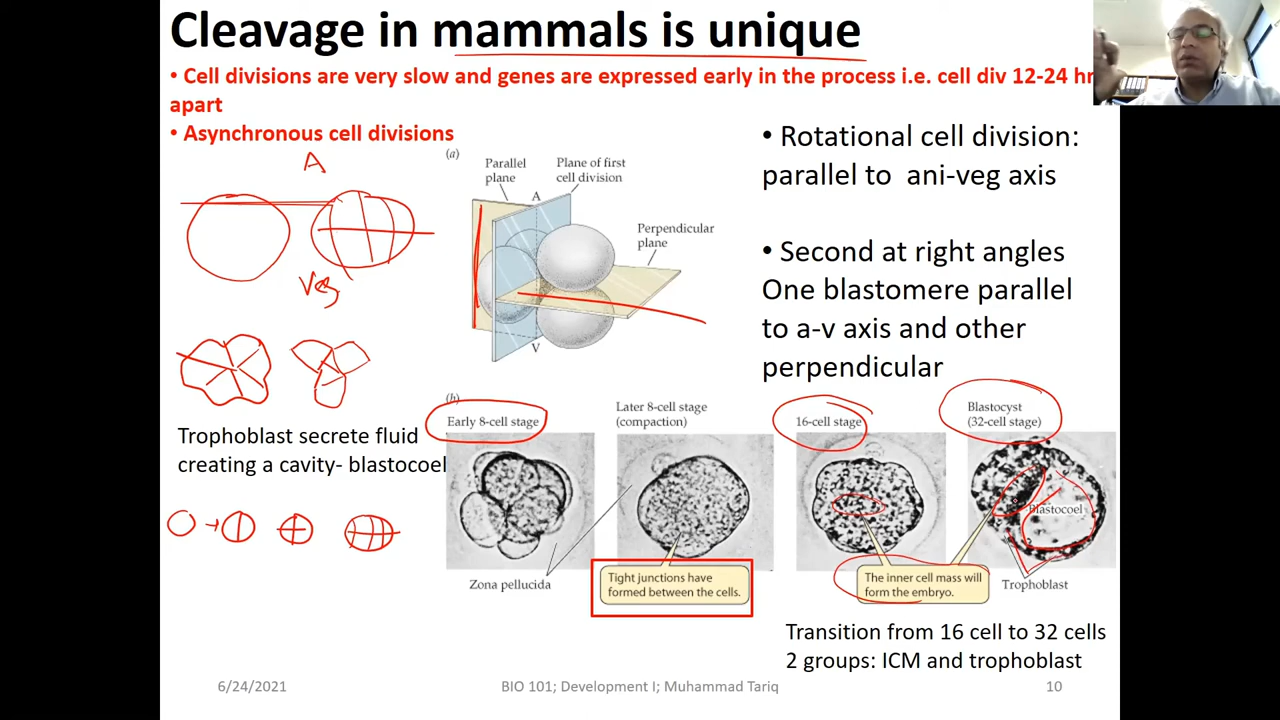 Cleavage in mammals is unique
• Cell divisions are very slow and genes are expressed early in the process i.e. cell div 12-24 hr
apart
• Asynchronous cell divisions
A
Veg
(a)
Parallel
plane
Plane of first
cell division
A
Perpendicular
plane
V
• Rotational cell division:
parallel to ani-veg axis
• Second at right angles
One blastomere parallel
to a-v axis and other
perpendicular
Trophoblast secrete fluid
creating a cavity- blastocoel
Early 8-cell stage
Later 8-cell stage
(compaction)
16-cell stage
Blastocyst
(32-cell stage)
Blastocoel
Zona pellucida
Tight junctions have
formed between the cells.
The inner cell mass will
form the embryo.
Trophoblast
Transition from 16 cell to 32 cells
2 groups: ICM and trophoblast
6/24/2021
BIO 101; Development I; Muhammad Tariq
10